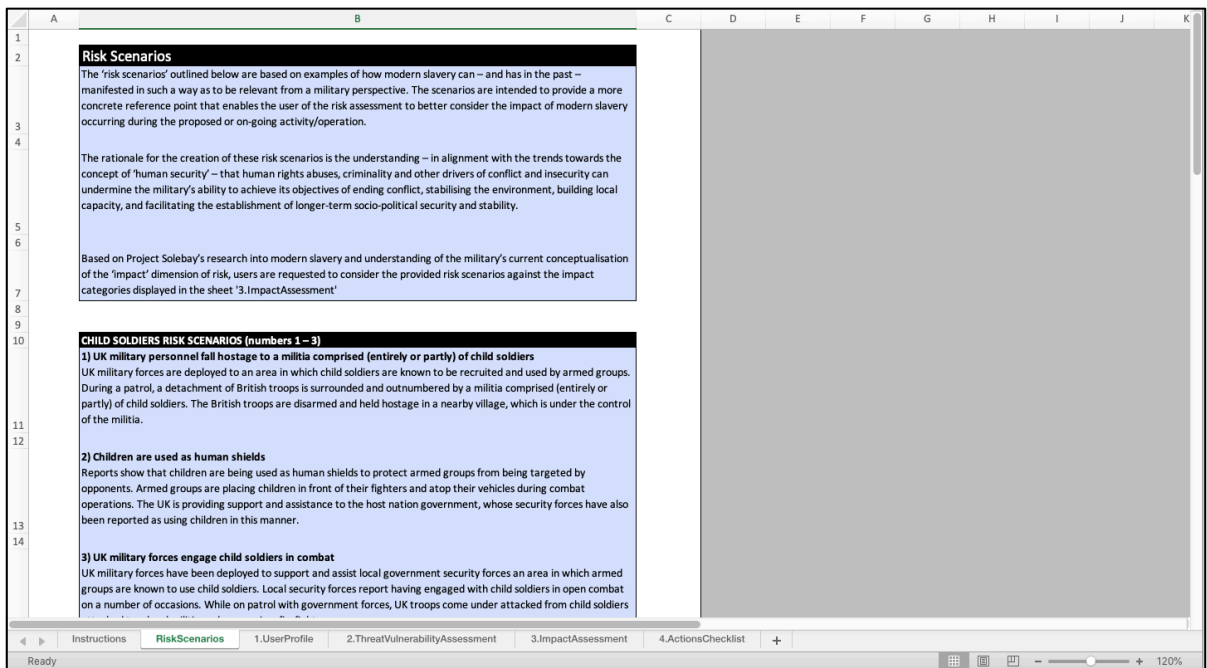 A B C D E F G H I J K
1
2 Risk Scenarios
The ‘risk scenarios’ outlined below are based on examples of how modern slavery can – and has in the past –
manifested in such a way as to be relevant from a military perspective. The scenarios are intended to provide a more
concrete reference point that enables the user of the risk assessment to better consider the impact of modern slavery
3 occurring during the proposed or on-going activity/operation.
4
The rationale for the creation of these risk scenarios is the understanding – in alignment with the trends towards the
concept of ‘human security’ – that human rights abuses, criminality and other drivers of conflict and insecurity can
undermine the military’s ability to achieve its objectives of ending conflict, stabilising the environment, building local
capacity, and facilitating the establishment of longer-term socio-political security and stability.
5
6
Based on Project Solebay’s research into modern slavery and understanding of the military’s current conceptualisation
of the ‘impact’ dimension of risk, users are requested to consider the provided risk scenarios against the impact
7 categories displayed in the sheet '3.ImpactAssessment'
8
9
10 CHILD SOLDIERS RISK SCENARIOS (numbers 1 – 3)
1) UK military personnel fall hostage to a militia comprised (entirely or partly) of child soldiers
UK military forces are deployed to an area in which child soldiers are known to be recruited and used by armed groups.
During a patrol, a detachment of British troops is surrounded and outnumbered by a militia comprised (entirely or
partly) of child soldiers. The British troops are disarmed and held hostage in a nearby village, which is under the control
11 of the militia.
12
2) Children are used as human shields
Reports show that children are being used as human shields to protect armed groups from being targeted by
opponents. Armed groups are placing children in front of their fighters and atop their vehicles during combat
operations. The UK is providing support and assistance to the host nation government, whose security forces have also
13 been reported as using children in this manner.
14
3) UK military forces engage child soldiers in combat
UK military forces have been deployed to support and assist local government security forces an area in which armed
groups are known to use child soldiers. Local security forces report having engaged with child soldiers in open combat
on a number of occasions. While on patrol with government forces, UK troops come under attacked from child soldiers
Instructions RiskScenarios 1.UserProfile 2.ThreatVulnerabilityAssessment 3.ImpactAssessment 4.ActionsChecklist +
Ready − + 120%